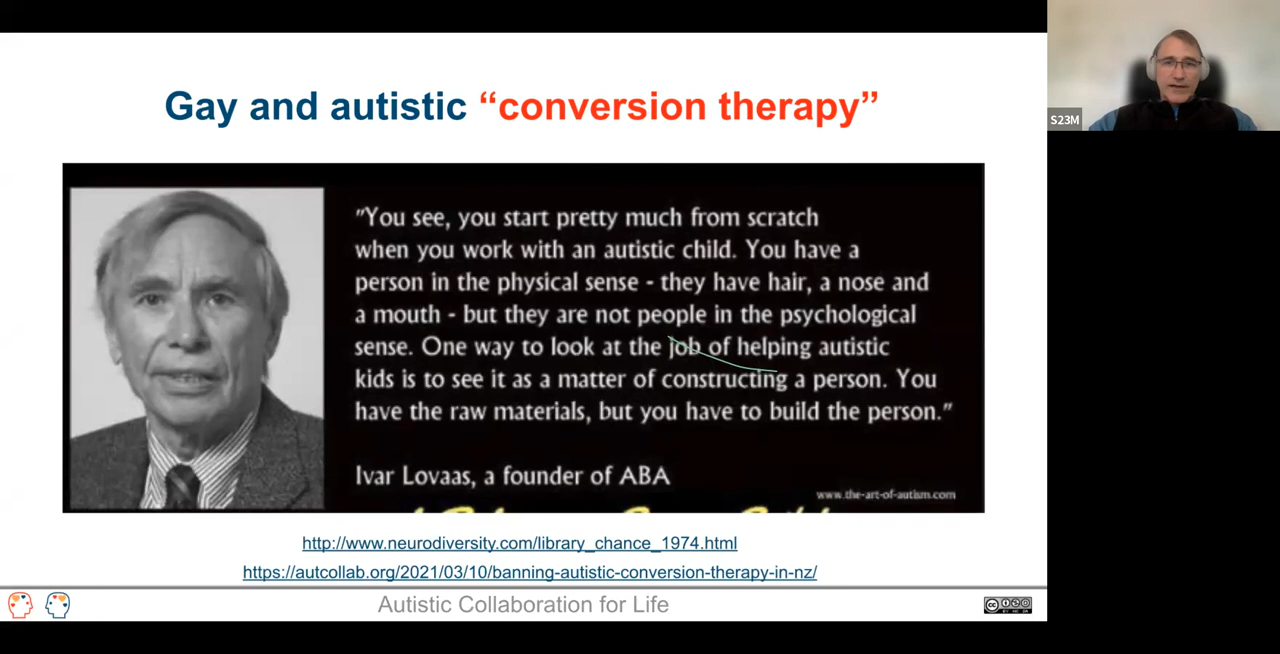 Gay and autistic “conversion therapy”
"You see, you start pretty much from scratch
when you work with an autistic child. You have a
person in the physical sense - they have hair, a nose and
a mouth - but they are not people in the psychological
sense. One way to look at the job of helping autistic
kids is to see it as a matter of constructing a person. You
have the raw materials, but you have to build the person."
Ivar Lovaas, a founder of ABA
www.the-art-of-autism.com
http://www.neurodiversity.com/library_chance_1974.html
https://autcollab.org/2021/03/10/banning-autistic-conversion-therapy-in-nz/
Autistic Collaboration for Life
S23M